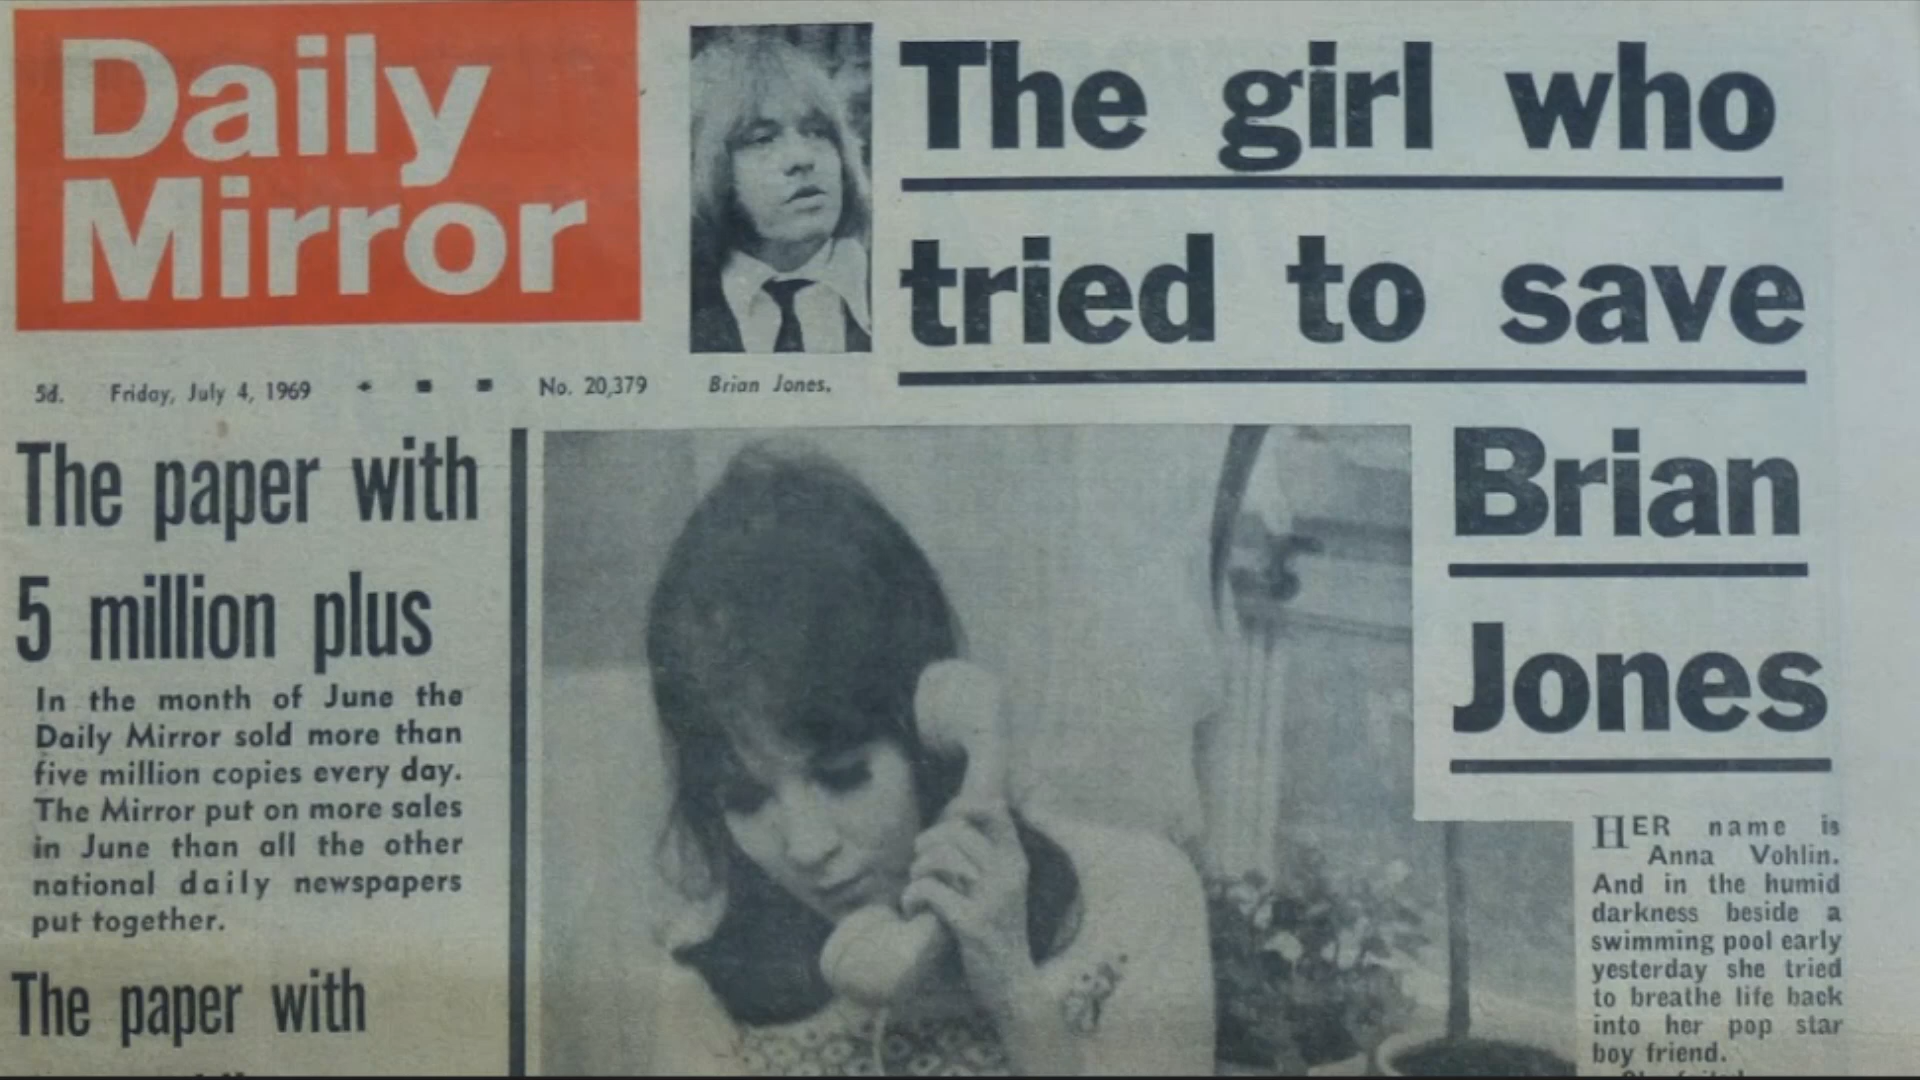 Daily
Mirror
5d. Friday, July 4, 1969 No. 20,379
Brian Jones.
The girl who
tried to save
Brian
Jones
The paper with
5 million plus
In the month of June the
Daily Mirror sold more than
five million copies every day.
The Mirror put on more sales
in June than all the other
national daily newspapers
put together.
The paper with
HER name is
Anna Vohlin.
And in the humid
darkness beside a
swimming pool early
yesterday she tried
to breathe life back
into her pop star
boy friend.